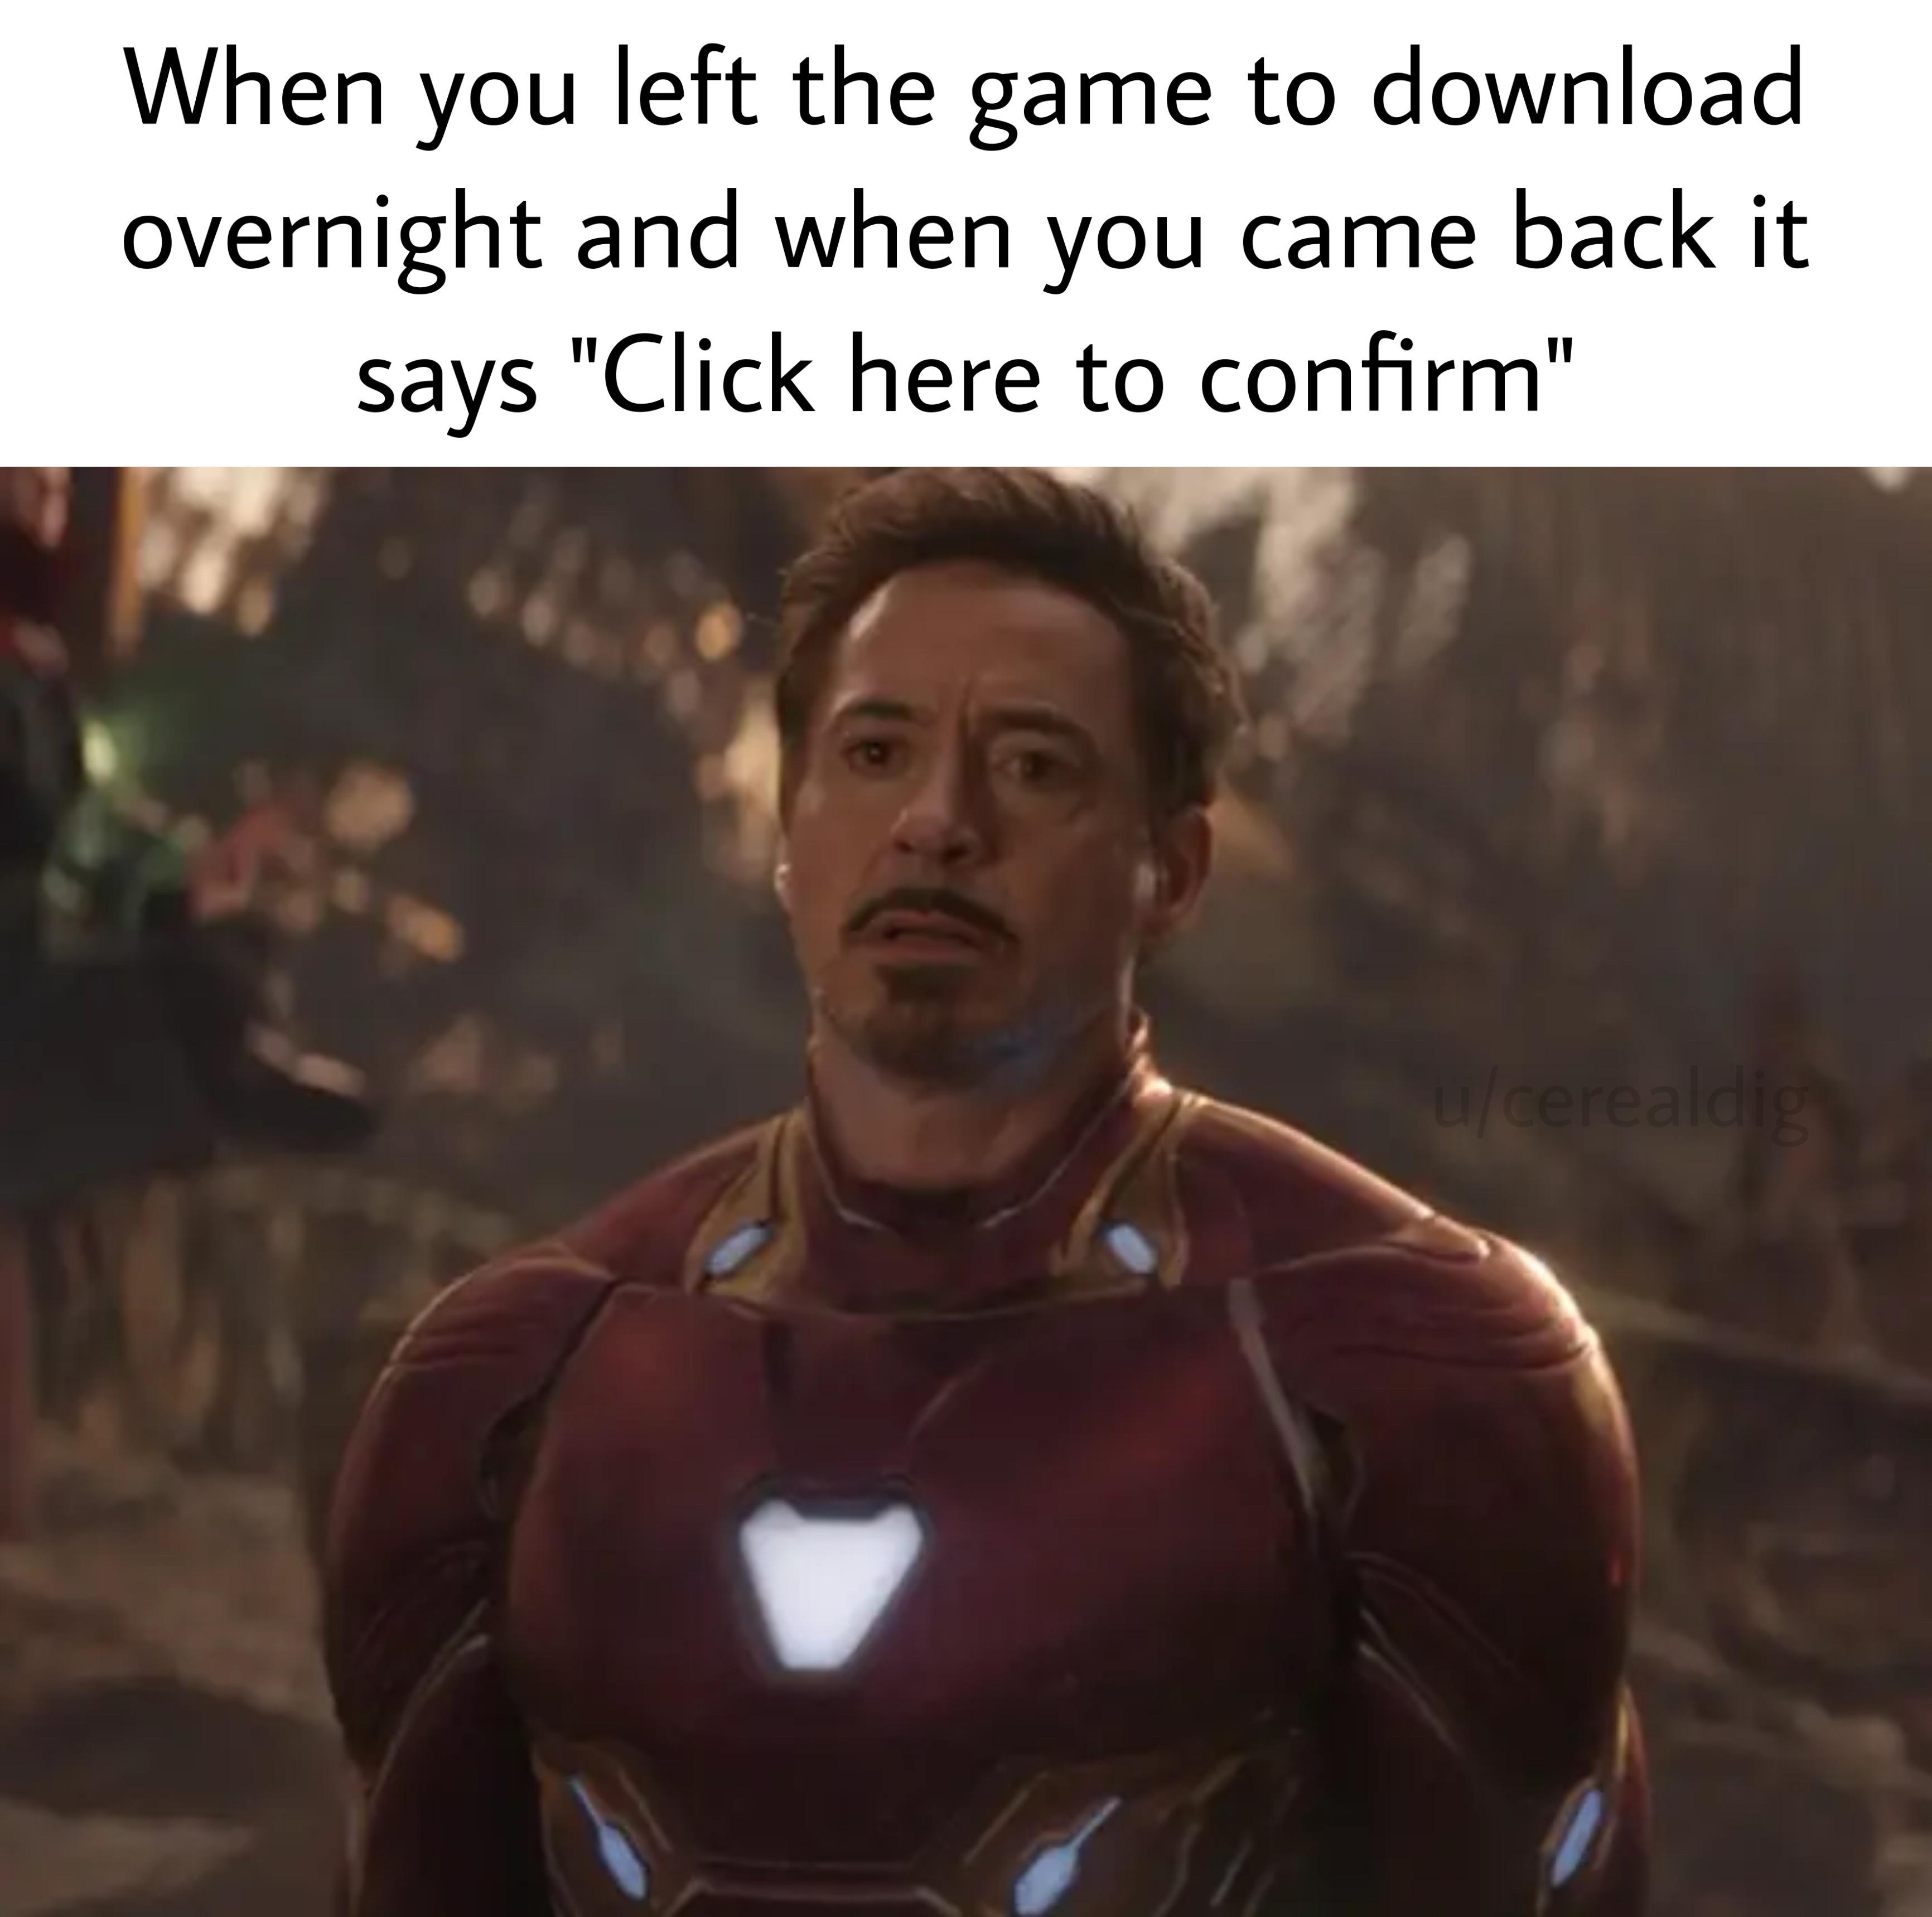 When you left the game to download
overnight and when you came back it
says "Click here to confirm"
u/cerealdig